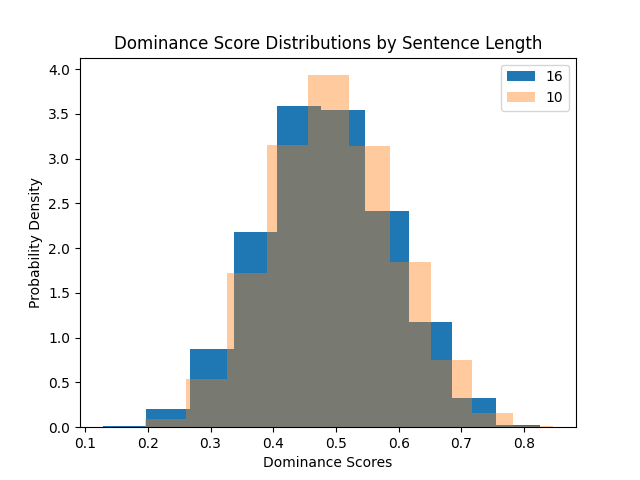 Dominance Score Distributions by Sentence Length
16
10
Probability Density
4.0
3.5
3.0
2.5
2.0
1.5
1.0
0.5
0.0
0.1 0.2 0.3 0.4 0.5 0.6 0.7 0.8
Dominance Scores